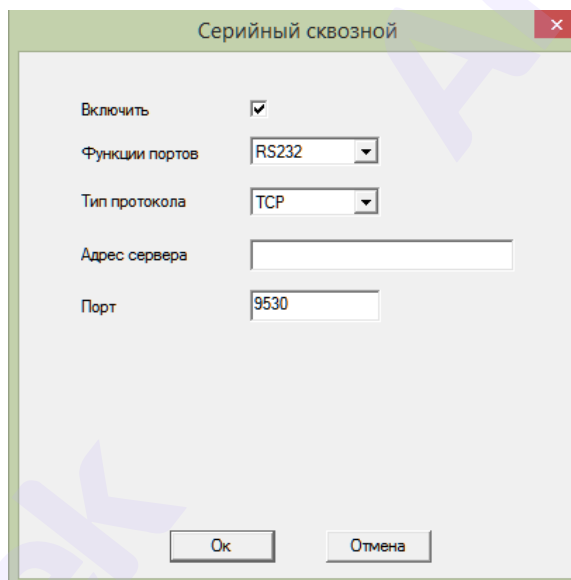 Серийный сквозной
Включить
Функции портов RS232
Тип протокола TCP
Адрес сервера
Порт 9530
Ок Отмена